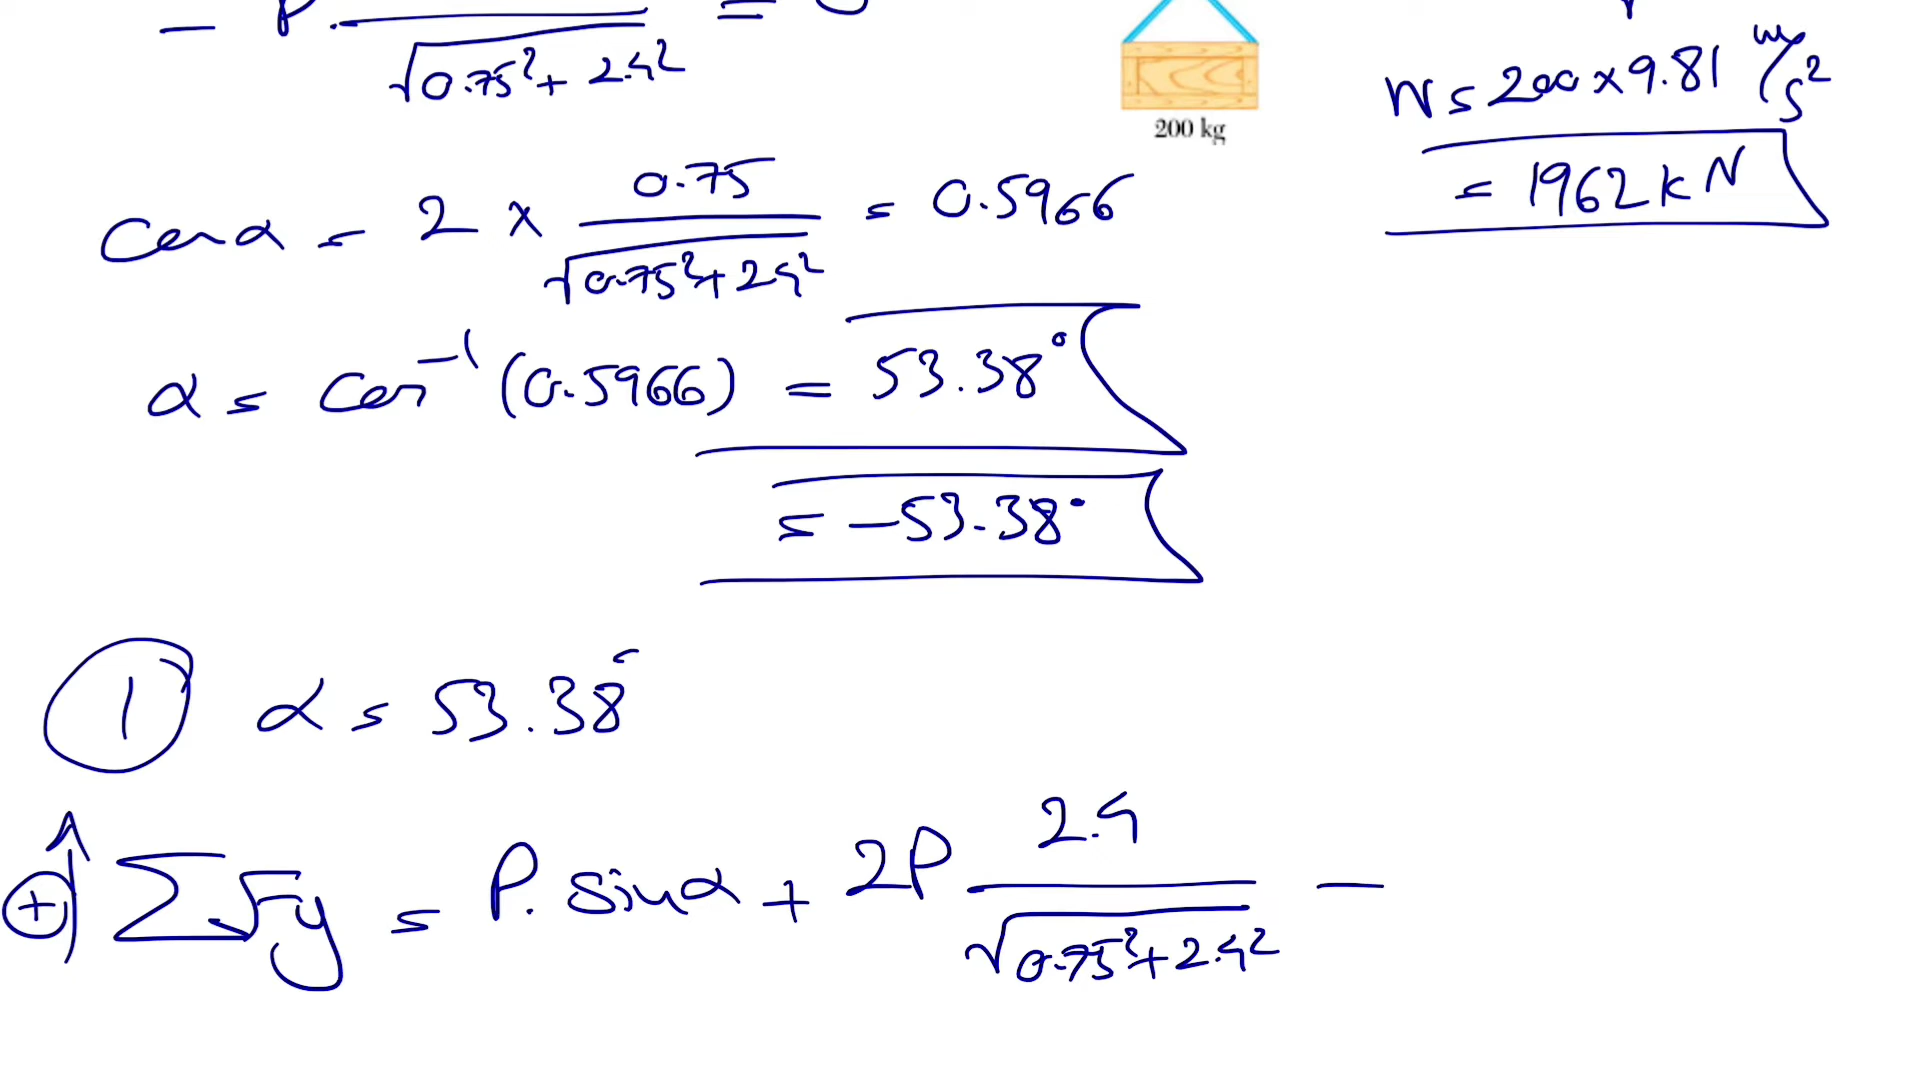 - P. / √(0.75² + 2.4²) = 0
W = 200 × 9.81 m/s²
200 kg
= 1962 kN
cos α = 2 × 0.75 / √(0.75² + 2.4²) = 0.5966
α = cos⁻¹ (0.5966) = 53.38°
= -53.38°
① α = 53.38°
⊕↑ ΣFy = P. sin α + 2P 2.4 / √(0.75² + 2.4²) -